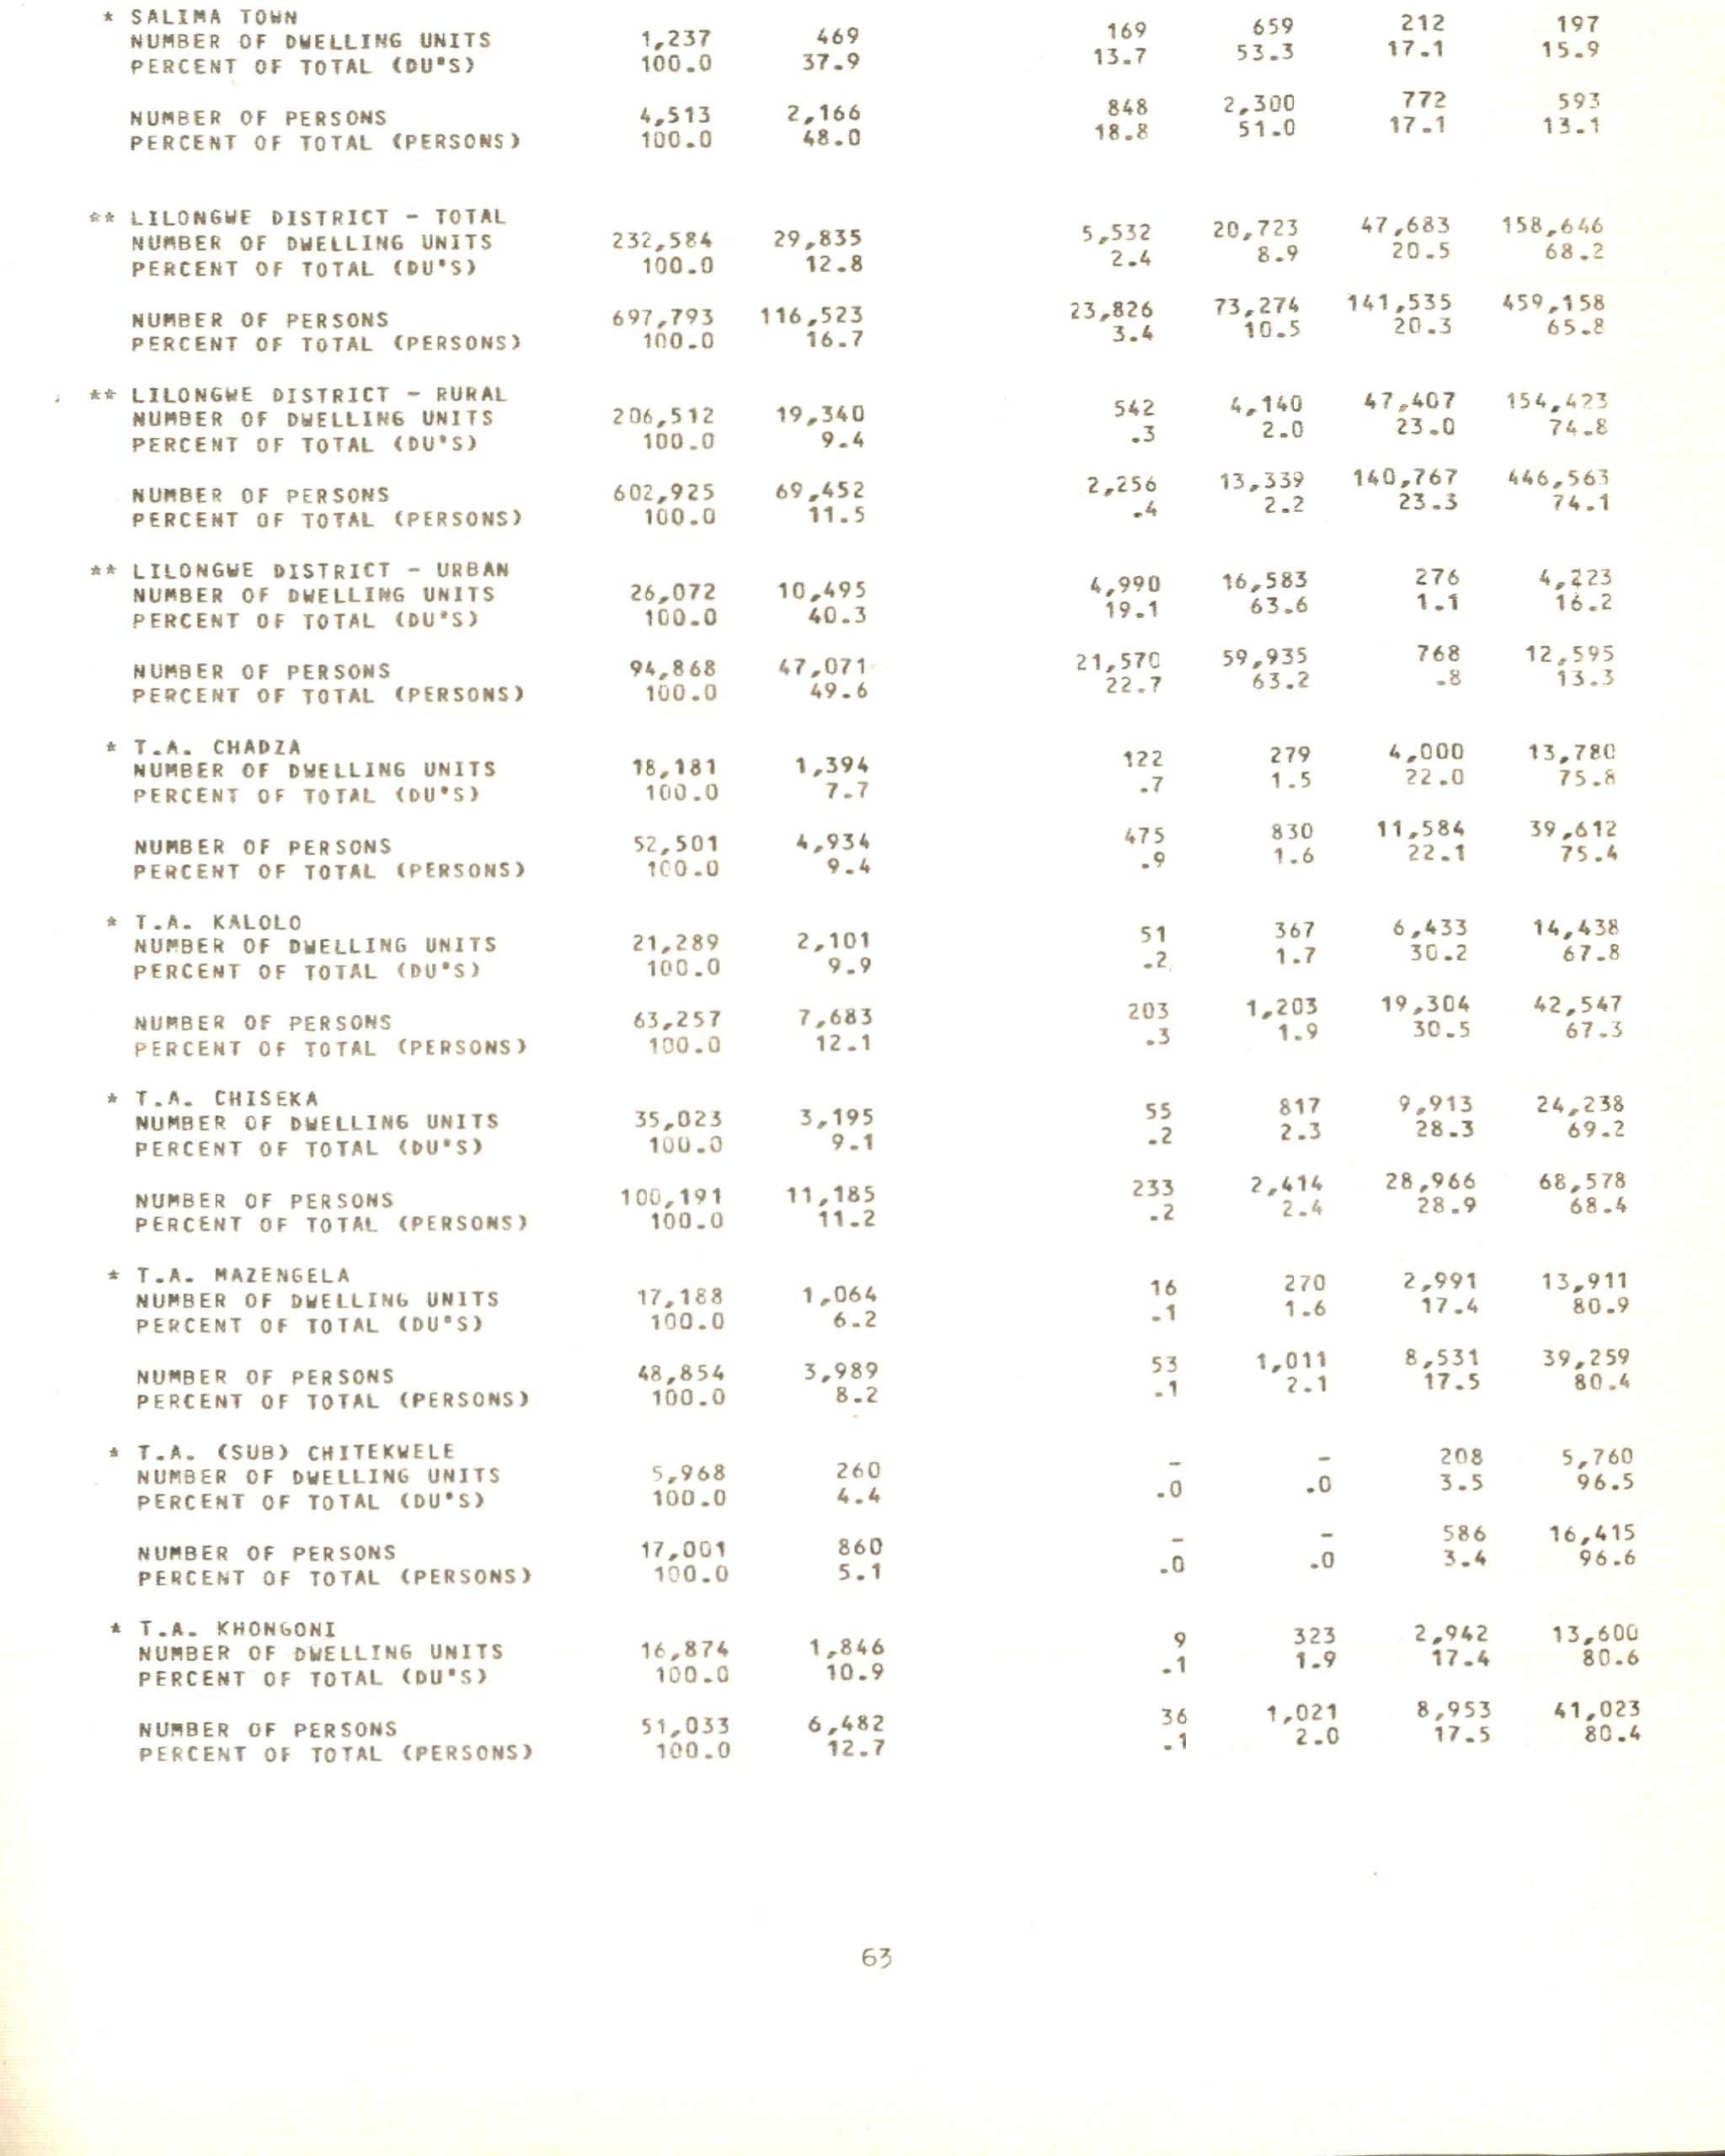 * SALIMA TOWN
NUMBER OF DWELLING UNITS 1,237 469 169 659 212 197
PERCENT OF TOTAL (DU'S) 100.0 37.9 13.7 53.3 17.1 15.9
NUMBER OF PERSONS 4,513 2,166 848 2,300 772 593
PERCENT OF TOTAL (PERSONS) 100.0 48.0 18.8 51.0 17.1 13.1
** LILONGWE DISTRICT - TOTAL
NUMBER OF DWELLING UNITS 232,584 29,835 5,532 20,723 47,683 158,646
PERCENT OF TOTAL (DU'S) 100.0 12.8 2.4 8.9 20.5 68.2
NUMBER OF PERSONS 697,793 116,523 23,826 73,274 141,535 459,158
PERCENT OF TOTAL (PERSONS) 100.0 16.7 3.4 10.5 20.3 65.8
** LILONGWE DISTRICT - RURAL
NUMBER OF DWELLING UNITS 206,512 19,340 542 4,140 47,407 154,423
PERCENT OF TOTAL (DU'S) 100.0 9.4 .3 2.0 23.0 74.8
NUMBER OF PERSONS 602,925 69,452 2,256 13,339 140,767 446,563
PERCENT OF TOTAL (PERSONS) 100.0 11.5 .4 2.2 23.3 74.1
** LILONGWE DISTRICT - URBAN
NUMBER OF DWELLING UNITS 26,072 10,495 4,990 16,583 276 4,223
PERCENT OF TOTAL (DU'S) 100.0 40.3 19.1 63.6 1.1 16.2
NUMBER OF PERSONS 94,868 47,071 21,570 59,935 768 12,595
PERCENT OF TOTAL (PERSONS) 100.0 49.6 22.7 63.2 .8 13.3
* T.A. CHADZA
NUMBER OF DWELLING UNITS 18,181 1,394 122 279 4,000 13,780
PERCENT OF TOTAL (DU'S) 100.0 7.7 .7 1.5 22.0 75.8
NUMBER OF PERSONS 52,501 4,934 475 830 11,584 39,612
PERCENT OF TOTAL (PERSONS) 100.0 9.4 .9 1.6 22.1 75.4
* T.A. KALOLO
NUMBER OF DWELLING UNITS 21,289 2,101 51 367 6,433 14,438
PERCENT OF TOTAL (DU'S) 100.0 9.9 .2 1.7 30.2 67.8
NUMBER OF PERSONS 63,257 7,683 203 1,203 19,304 42,547
PERCENT OF TOTAL (PERSONS) 100.0 12.1 .3 1.9 30.5 67.3
* T.A. CHISEKA
NUMBER OF DWELLING UNITS 35,023 3,195 55 817 9,913 24,238
PERCENT OF TOTAL (DU'S) 100.0 9.1 .2 2.3 28.3 69.2
NUMBER OF PERSONS 100,191 11,185 233 2,414 28,966 68,578
PERCENT OF TOTAL (PERSONS) 100.0 11.2 .2 2.4 28.9 68.4
* T.A. MAZENGELA
NUMBER OF DWELLING UNITS 17,188 1,064 16 270 2,991 13,911
PERCENT OF TOTAL (DU'S) 100.0 6.2 .1 1.6 17.4 80.9
NUMBER OF PERSONS 48,854 3,989 53 1,011 8,531 39,259
PERCENT OF TOTAL (PERSONS) 100.0 8.2 .1 2.1 17.5 80.4
* T.A. (SUB) CHITEKWELE
NUMBER OF DWELLING UNITS 5,968 260 - - 208 5,760
PERCENT OF TOTAL (DU'S) 100.0 4.4 .0 .0 3.5 96.5
NUMBER OF PERSONS 17,001 860 - - 586 16,415
PERCENT OF TOTAL (PERSONS) 100.0 5.1 .0 .0 3.4 96.6
* T.A. KHONGONI
NUMBER OF DWELLING UNITS 16,874 1,846 9 323 2,942 13,600
PERCENT OF TOTAL (DU'S) 100.0 10.9 .1 1.9 17.4 80.6
NUMBER OF PERSONS 51,033 6,482 36 1,021 8,953 41,023
PERCENT OF TOTAL (PERSONS) 100.0 12.7 .1 2.0 17.5 80.4
63